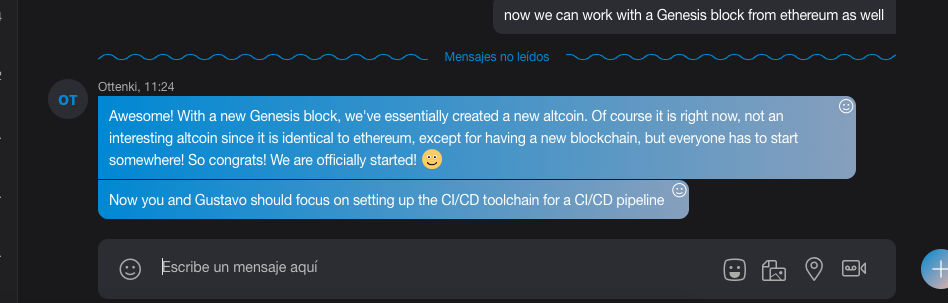 now we can work with a Genesis block from ethereum as well
Mensajes no leídos
Ottenki, 11:24
OT
Awesome! With a new Genesis block, we've essentially created a new altcoin. Of course it is right now, not an
interesting altcoin since it is identical to ethereum, except for having a new blockchain, but everyone has to start
somewhere! So congrats! We are officially started!
Now you and Gustavo should focus on setting up the CI/CD toolchain for a CI/CD pipeline
Escribe un mensaje aquí